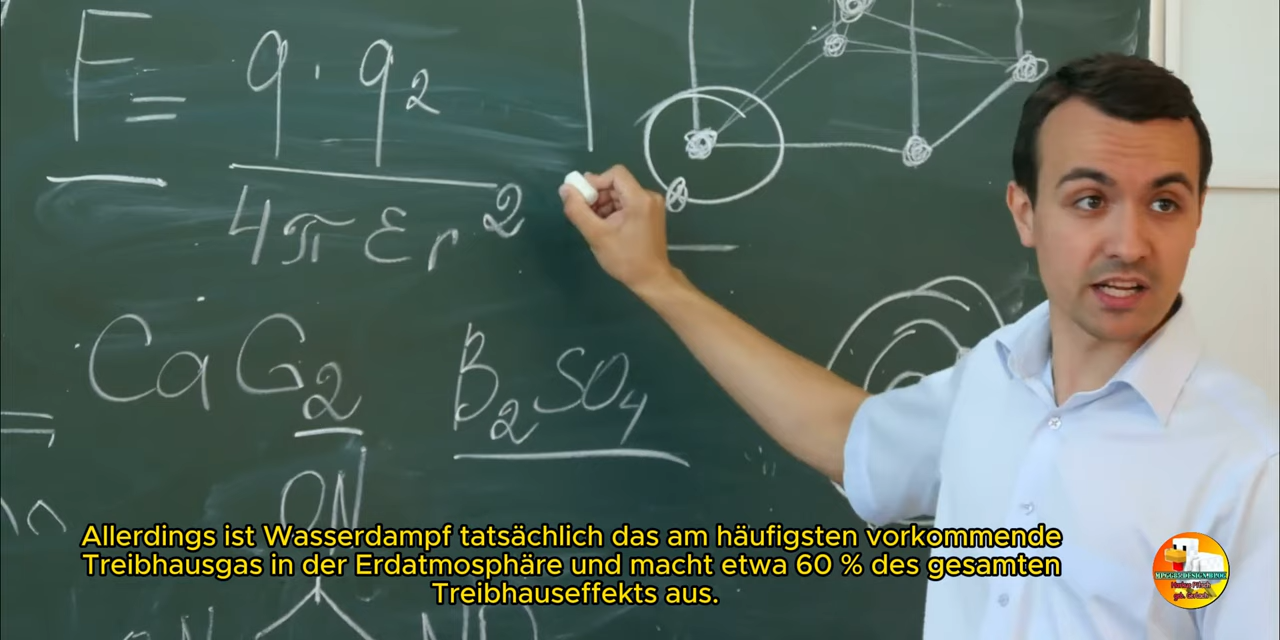 F = q · q2
4πεr²
CaG2
B2SO4
ON
Allerdings ist Wasserdampf tatsächlich das am häufigsten vorkommende
Treibhausgas in der Erdatmosphäre und macht etwa 60 % des gesamten
Treibhauseffekts aus.